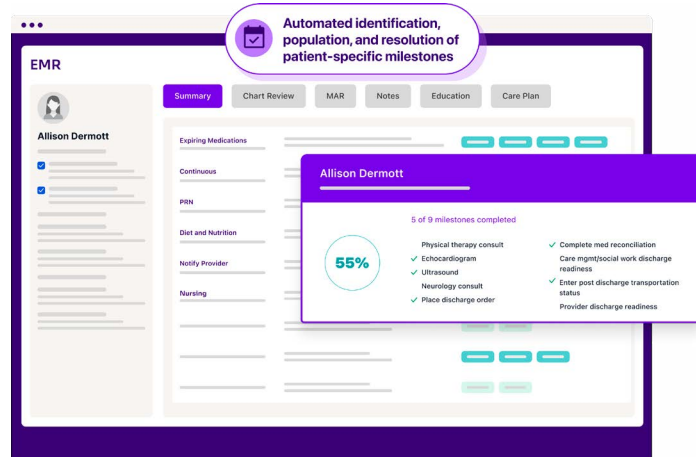 Automated identification,
population, and resolution of
patient-specific milestones
EMR
Allison Dermott
Summary
Chart Review
MAR
Notes
Education
Care Plan
Expiring Medications
Continuous
PRN
Diet and Nutrition
Notify Provider
Nursing
Allison Dermott
5 of 9 milestones completed
55%
Physical therapy consult
Echocardiogram
Ultrasound
Neurology consult
Place discharge order
Complete med reconciliation
Care mgmt/social work discharge
readiness
Enter post discharge transportation
status
Provider discharge readiness